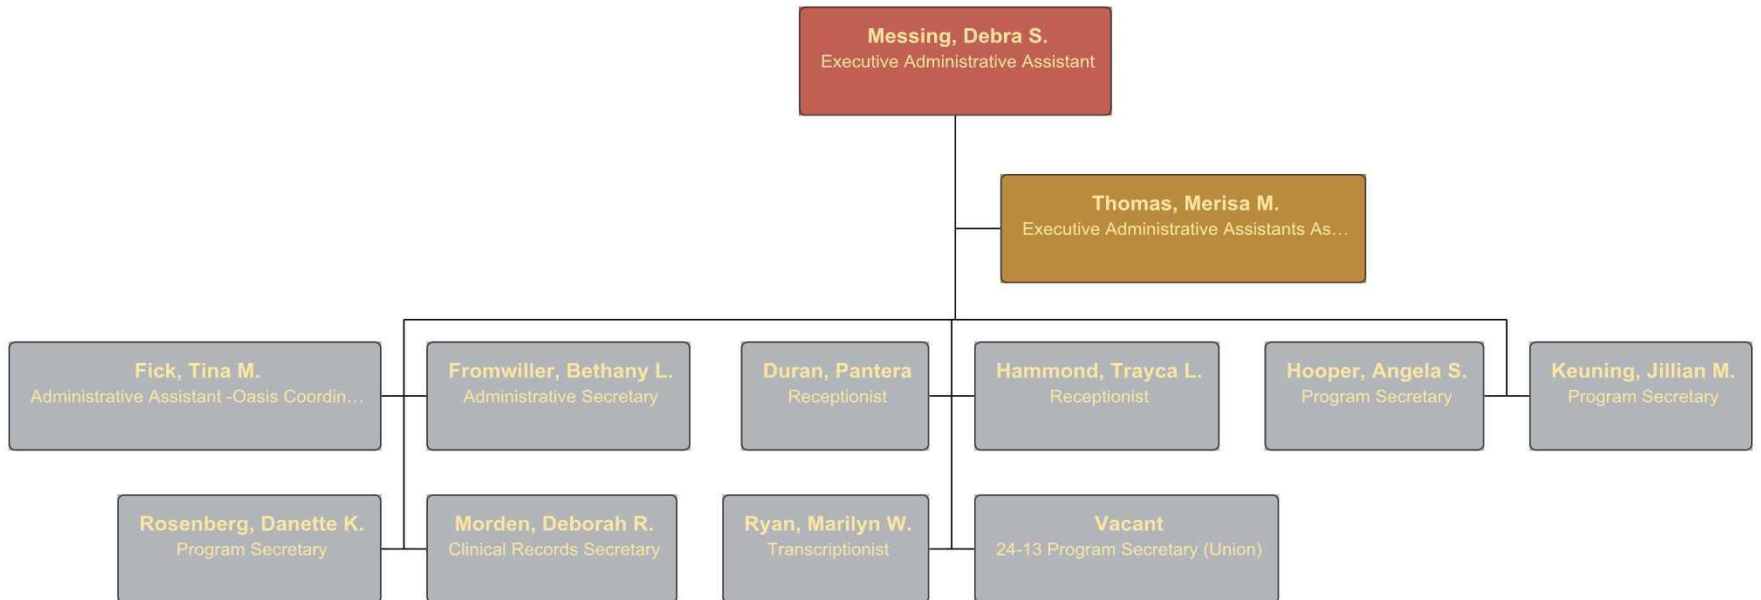 Messing, Debra S.
Executive Administrative Assistant
Thomas, Merisa M.
Executive Administrative Assistants As…
Fick, Tina M.
Administrative Assistant -Oasis Coordin…
Fromwiller, Bethany L.
Administrative Secretary
Duran, Pantera
Receptionist
Hammond, Trayca L.
Receptionist
Hooper, Angela S.
Program Secretary
Keuning, Jillian M.
Program Secretary
Rosenberg, Danette K.
Program Secretary
Morden, Deborah R.
Clinical Records Secretary
Ryan, Marilyn W.
Transcriptionist
Vacant
24-13 Program Secretary (Union)